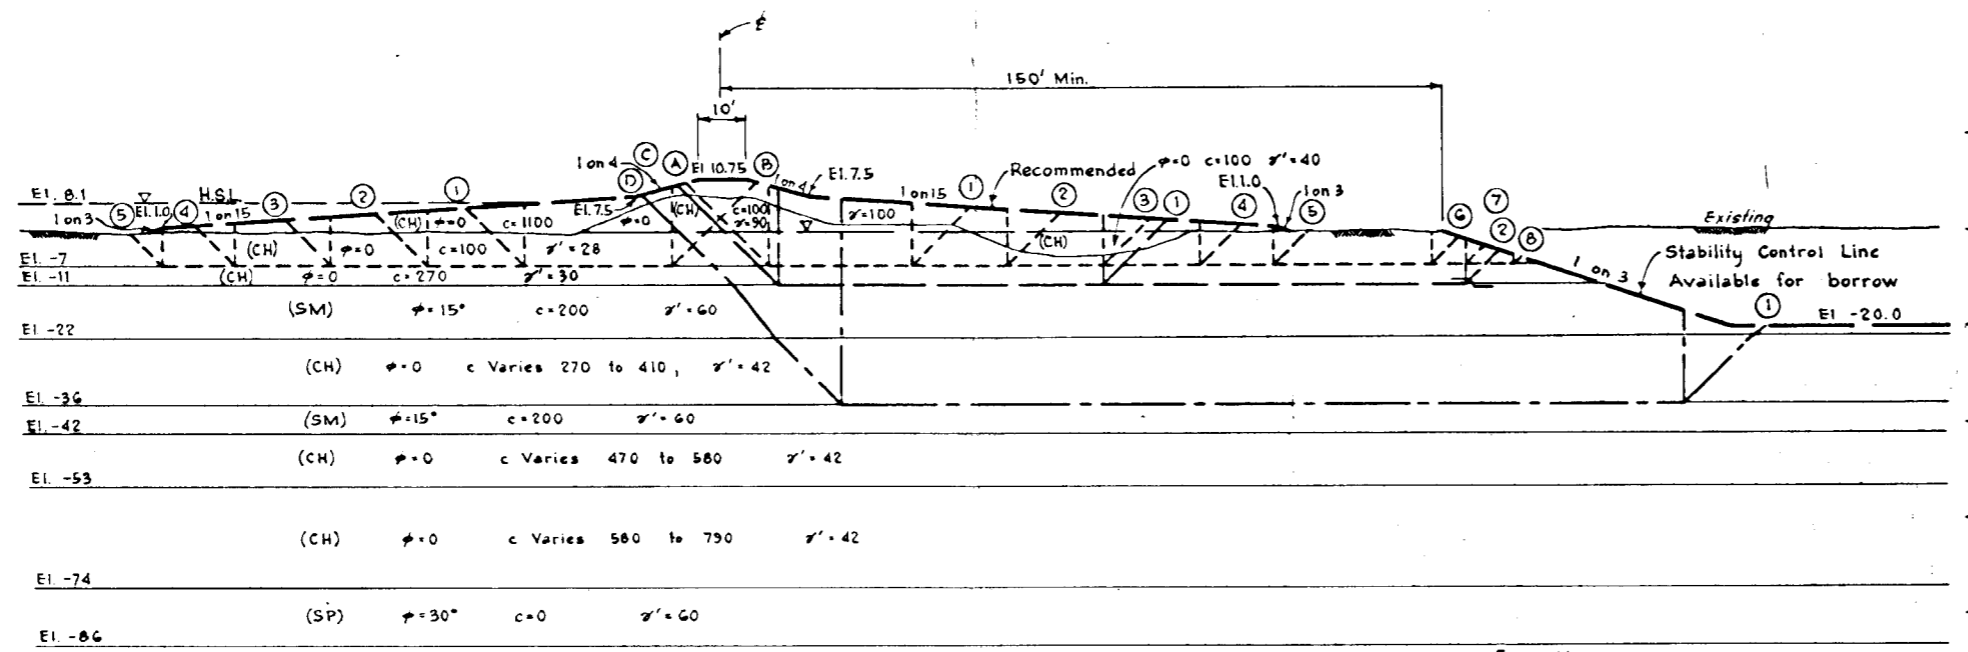 ℄
150' Min.
10'
1 on 4 C A El 10.75 B
D
1 on 4 El.7.5
Recommended
φ=0 c=100 γ'=40
El. 8.1 H.S.L.
1 on 3 5 El.1.0 4 1 on 15 3 2 1
(CH) φ=0 c=1100 El.7.5 φ=0 (CH) γ=90
γ=100 1 on 15 1 2 3 1 El.1.0 4 1 on 3 5
6 7 2 8
Existing
(CH) φ=0 c=100 γ'=28
(CH)
El. -7
El. -11 (CH) φ=0 c=270 γ'=30
1 on 3
Stability Control Line
Available for borrow
(SM) φ=15° c=200 γ'=60
1 El -20.0
El -22
(CH) φ=0 c Varies 270 to 410, γ'=42
El. -36
(SM) φ=15° c=200 γ'=60
El. -42
(CH) φ=0 c Varies 470 to 580 γ'=42
El. -53
(CH) φ=0 c Varies 580 to 790 γ'=42
El. -74
(SP) φ=30° c=0 γ'=60
El. -86